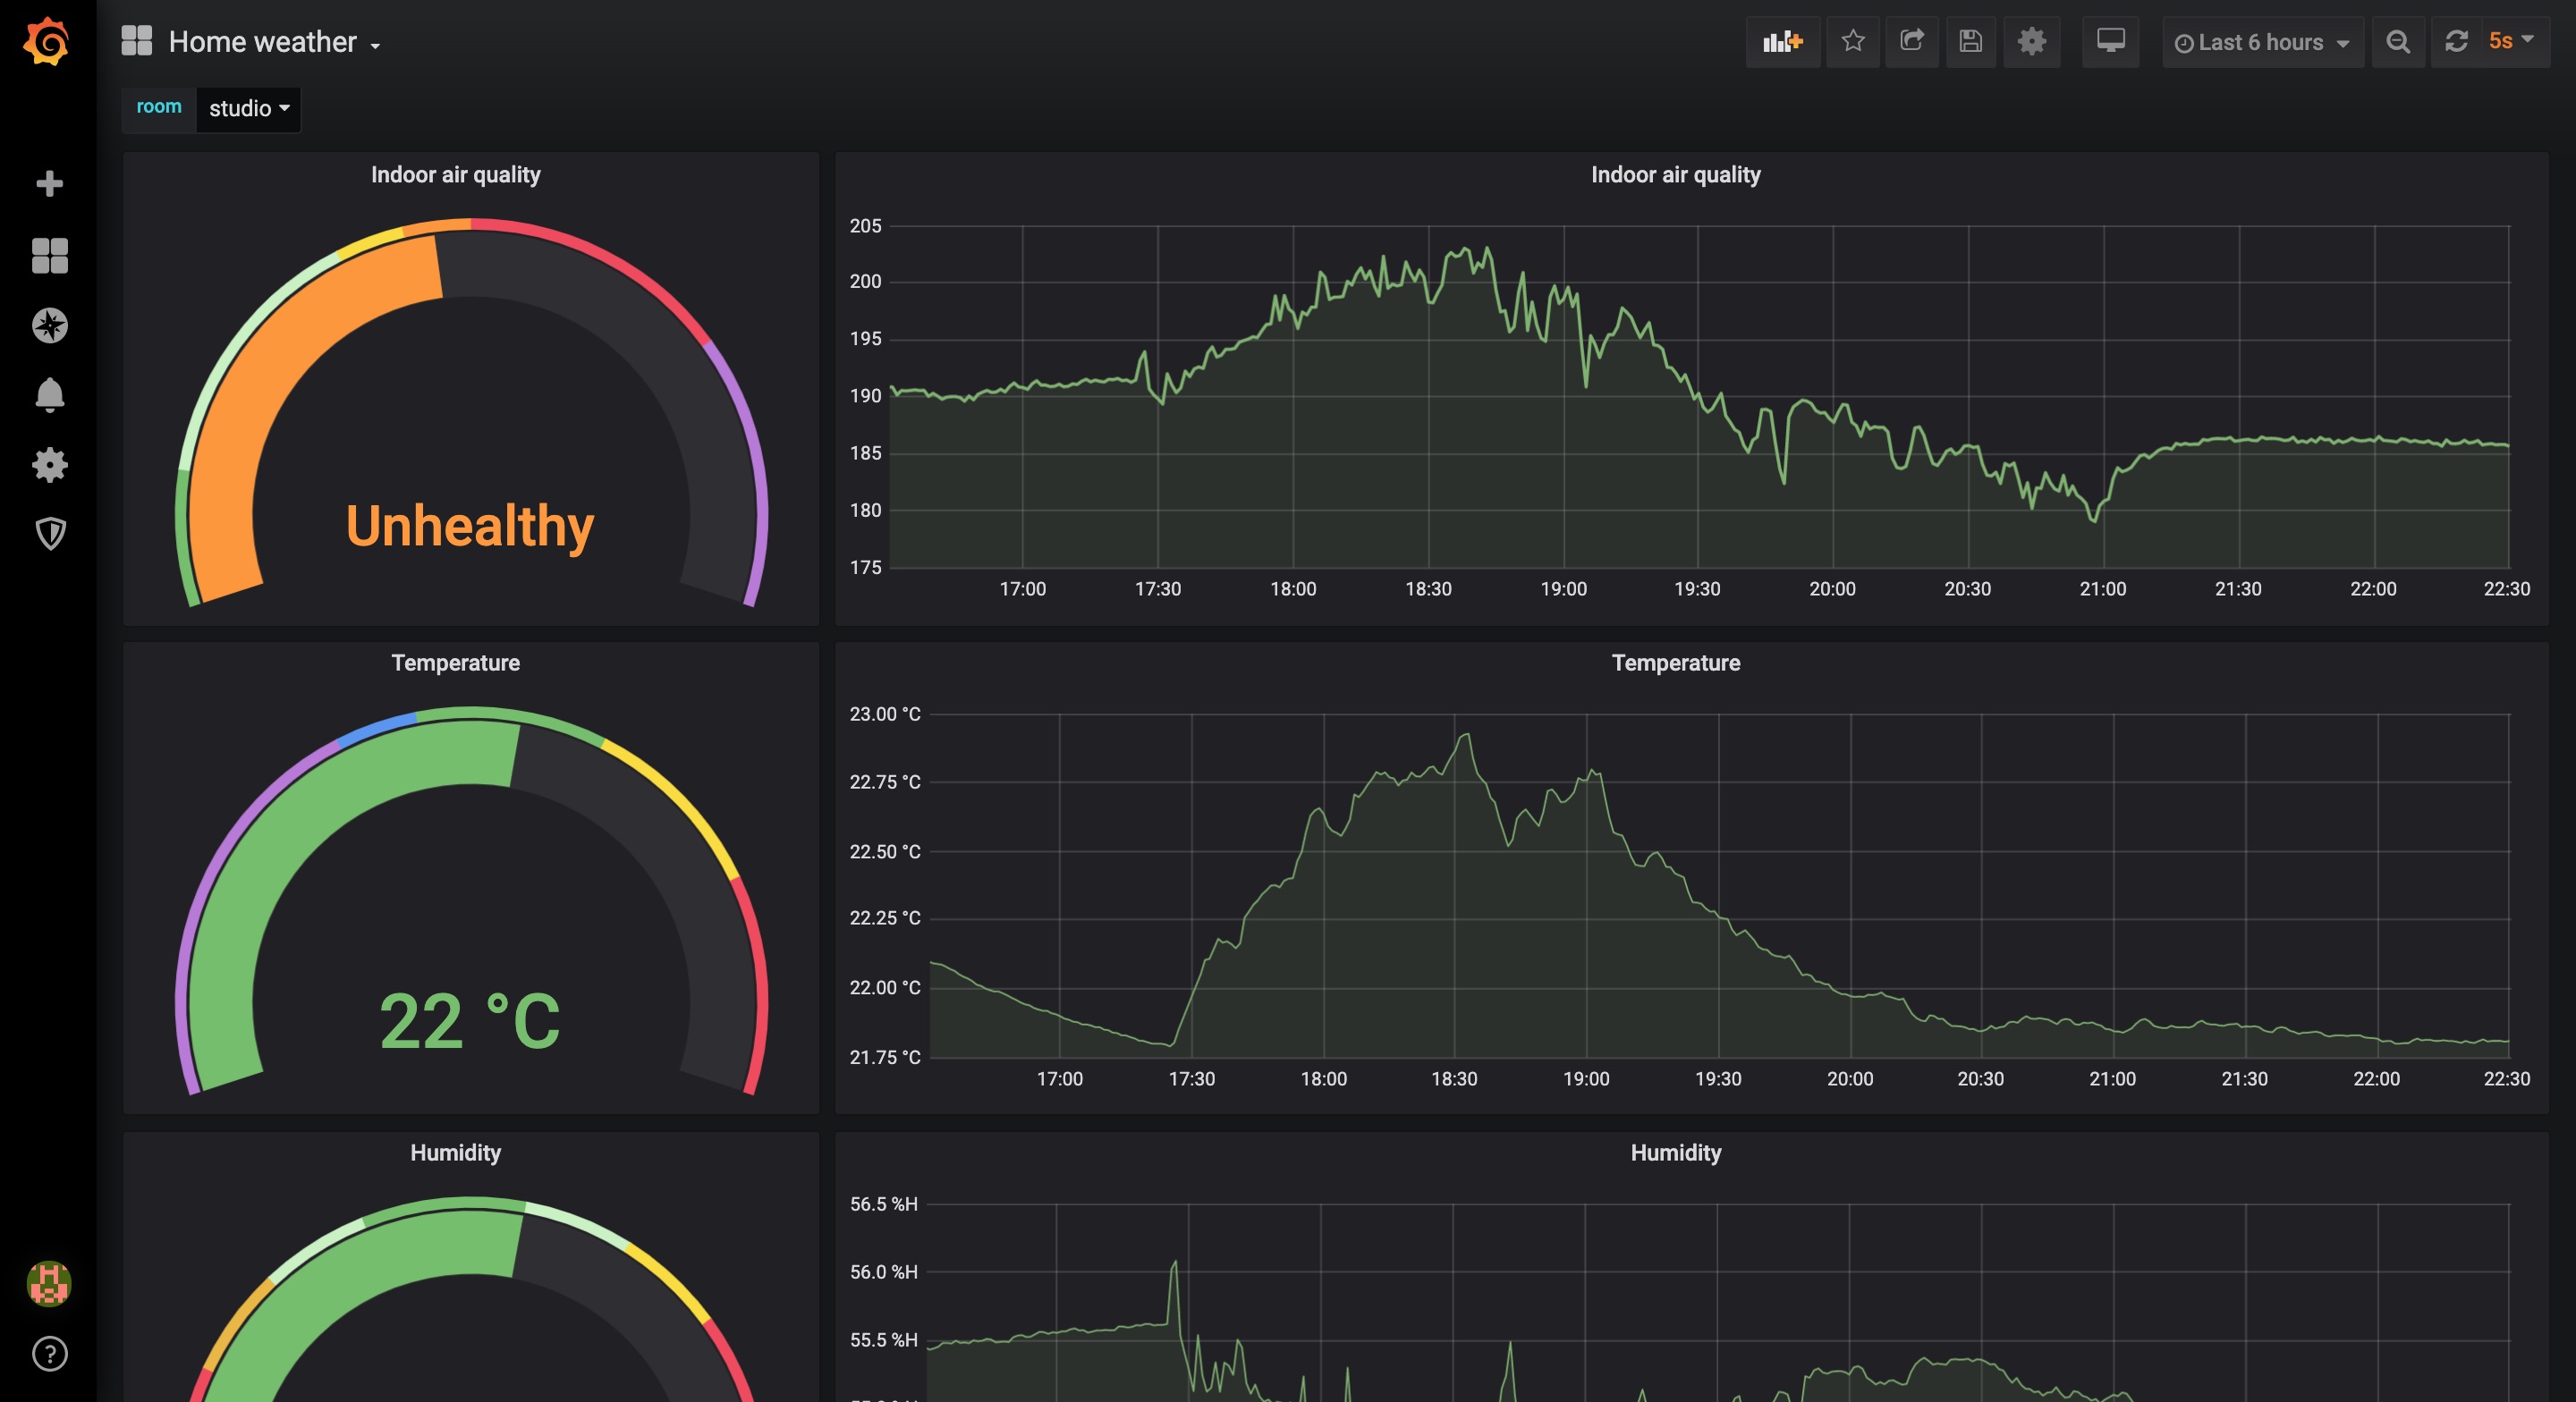 Home weather
Last 6 hours
5s
room
studio
Indoor air quality
Unhealthy
Indoor air quality
205
200
195
190
185
180
175
17:00 17:30 18:00 18:30 19:00 19:30 20:00 20:30 21:00 21:30 22:00 22:30
Temperature
22 °C
Temperature
23.00 °C
22.75 °C
22.50 °C
22.25 °C
22.00 °C
21.75 °C
17:00 17:30 18:00 18:30 19:00 19:30 20:00 20:30 21:00 21:30 22:00 22:30
Humidity
Humidity
56.5 %H
56.0 %H
55.5 %H